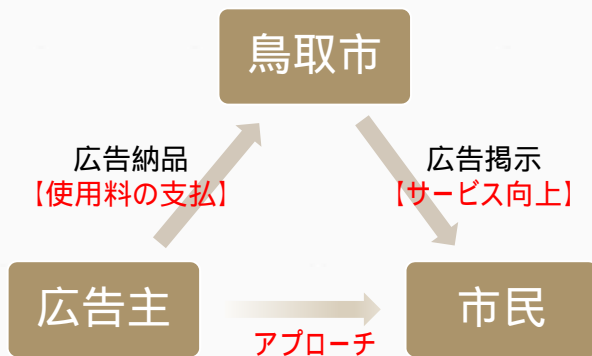 鳥取市
広告納品
【使用料の支払】
広告掲示
【サービス向上】
広告主
市民
アプローチ